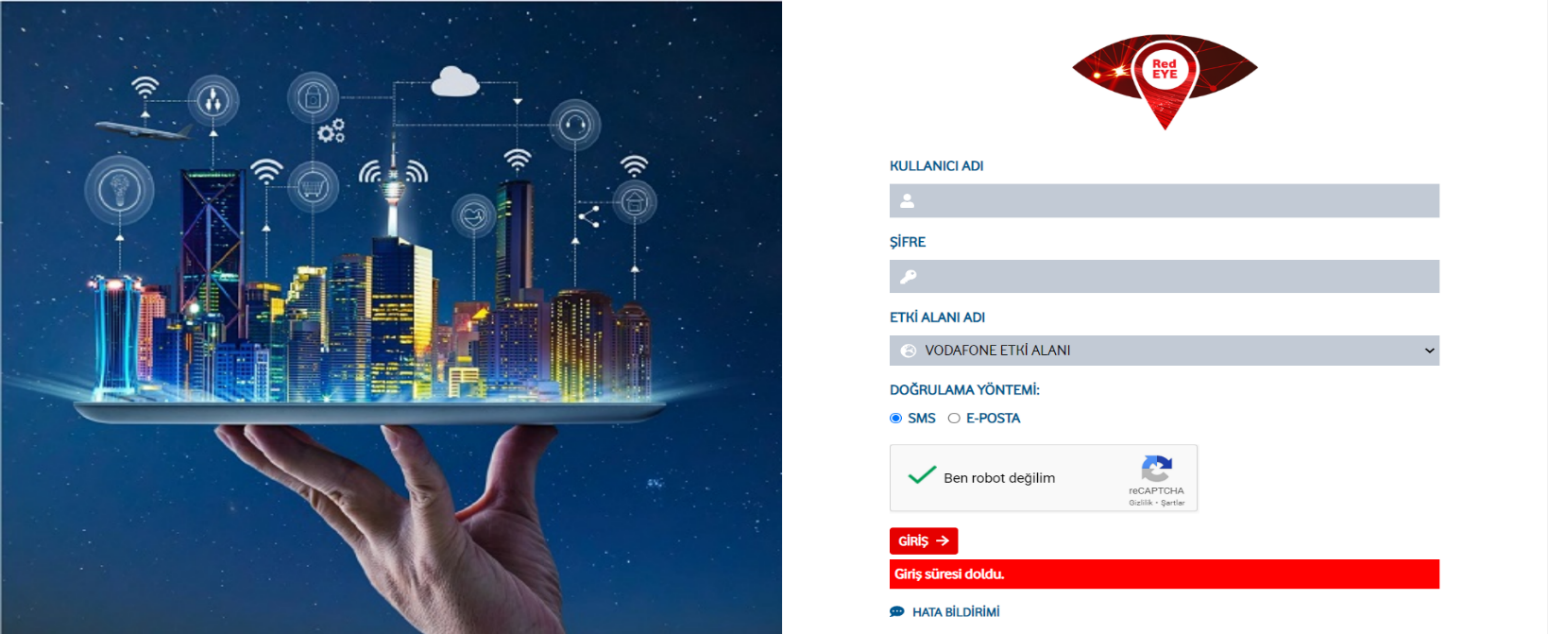 Red
EYE
KULLANICI ADI
ŞİFRE
ETKİ ALANI ADI
VODAFONE ETKİ ALANI
DOĞRULAMA YÖNTEMİ:
SMS E-POSTA
Ben robot değilim
reCAPTCHA
Gizlilik - Şartlar
GİRİŞ
Giriş süresi doldu.
HATA BİLDİRİMİ